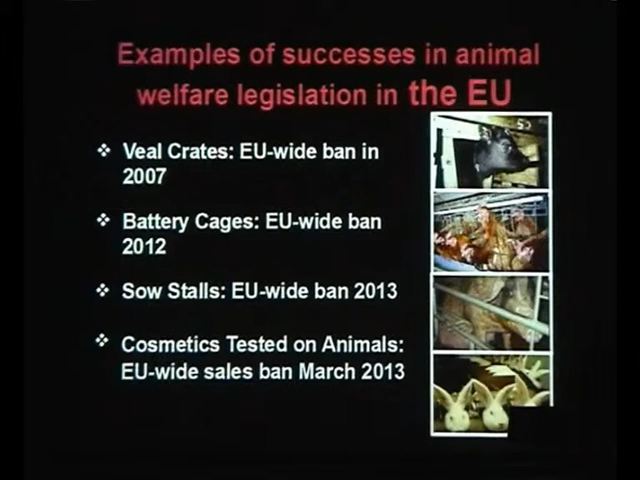 Examples of successes in animal
welfare legislation in the EU
❖ Veal Crates: EU-wide ban in
2007
❖ Battery Cages: EU-wide ban
2012
❖ Sow Stalls: EU-wide ban 2013
❖ Cosmetics Tested on Animals:
EU-wide sales ban March 2013